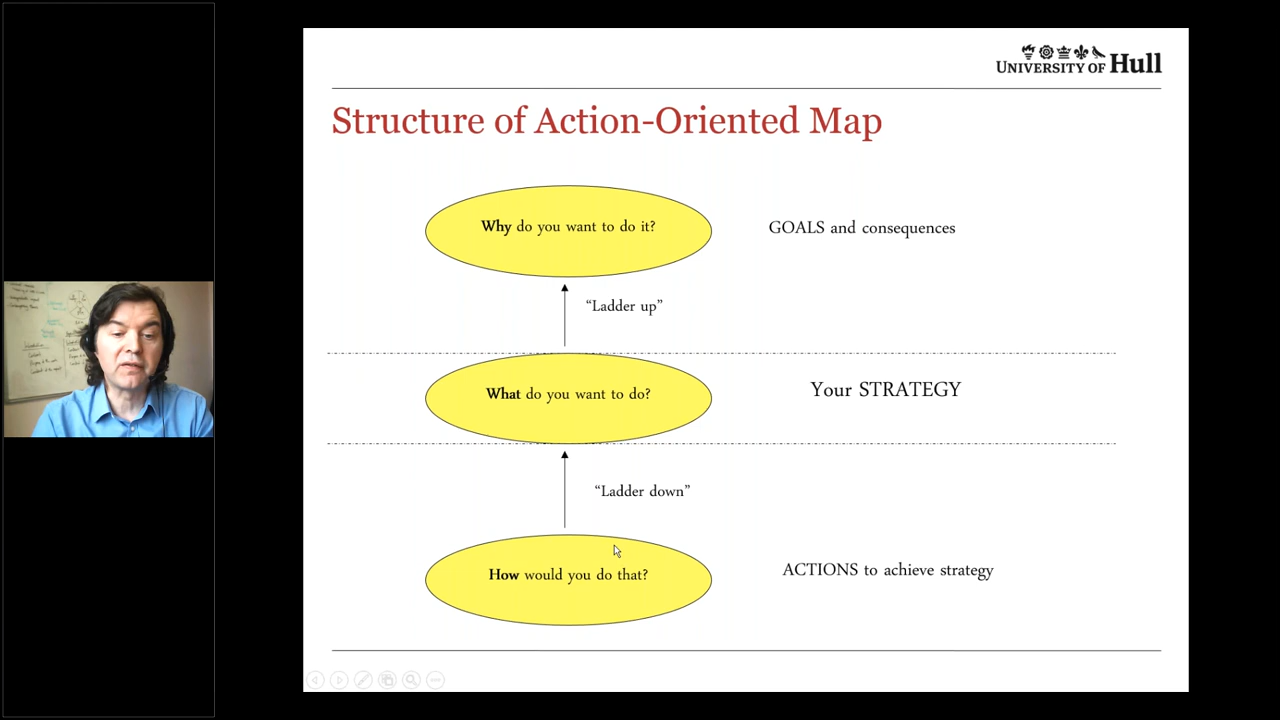 UNIVERSITY OF Hull
Structure of Action-Oriented Map
Why do you want to do it?
GOALS and consequences
“Ladder up”
What do you want to do?
Your STRATEGY
“Ladder down”
How would you do that?
ACTIONS to achieve strategy